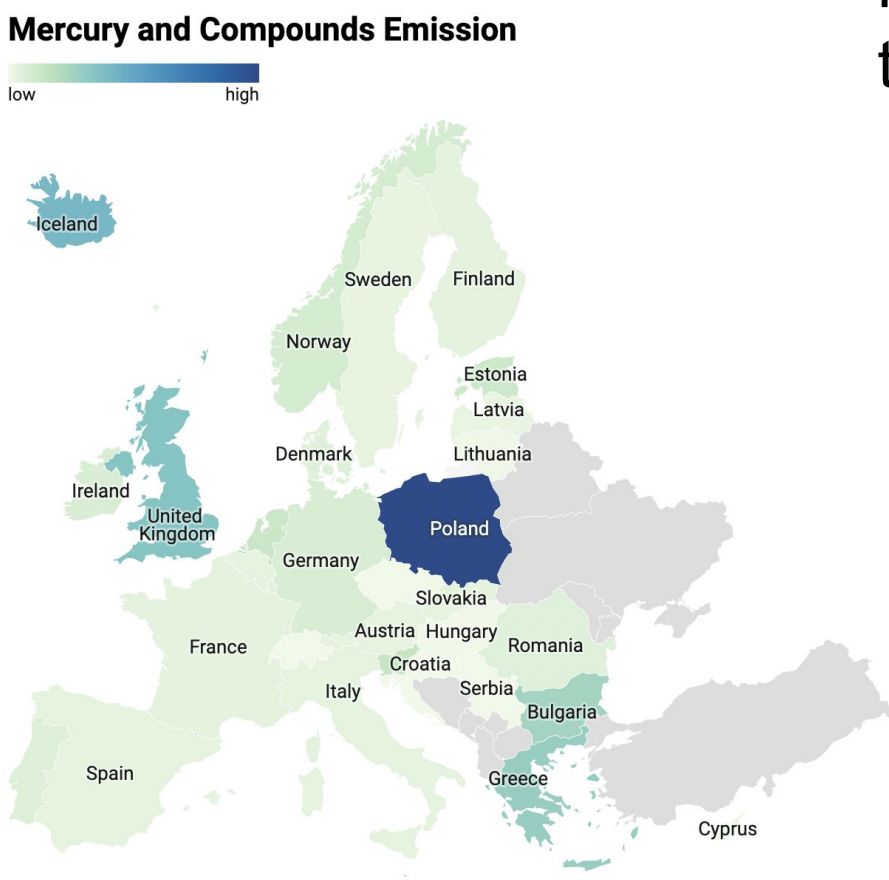 Mercury and Compounds Emission
low
high
Iceland
Sweden
Finland
Norway
Estonia
Latvia
Denmark
Lithuania
Ireland
United
Kingdom
Poland
Germany
Slovakia
Austria
Hungary
France
Romania
Croatia
Italy
Serbia
Bulgaria
Spain
Greece
Cyprus